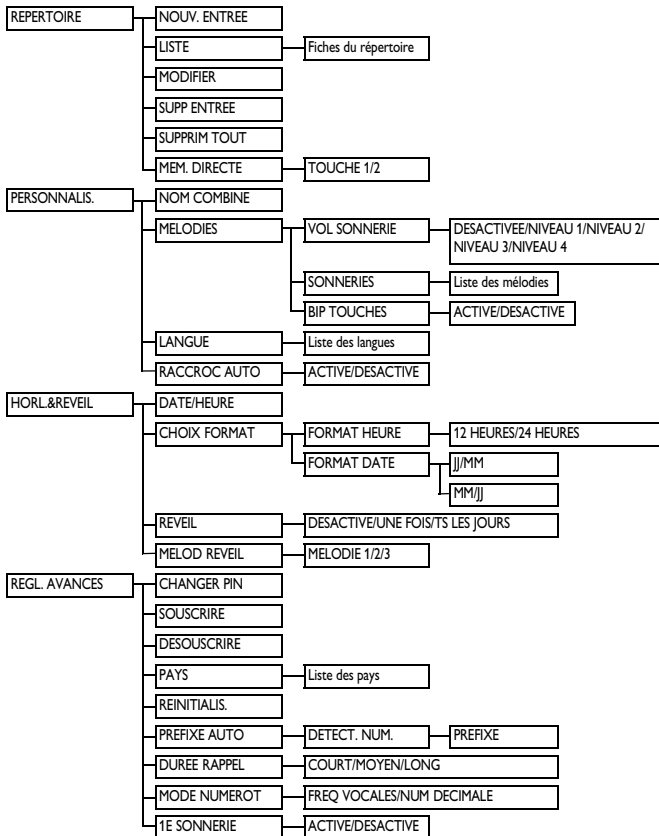 REPERTOIRE NOUV. ENTREE
LISTE Fiches du répertoire
MODIFIER
SUPP ENTREE
SUPPRIM TOUT
MEM. DIRECTE TOUCHE 1/2
PERSONNALIS. NOM COMBINE
MELODIES VOL SONNERIE DESACTIVEE/NIVEAU 1/NIVEAU 2/
NIVEAU 3/NIVEAU 4
SONNERIES Liste des mélodies
BIP TOUCHES ACTIVE/DESACTIVE
LANGUE Liste des langues
RACCROC AUTO ACTIVE/DESACTIVE
HORL.&REVEIL DATE/HEURE
CHOIX FORMAT FORMAT HEURE 12 HEURES/24 HEURES
FORMAT DATE JJ/MM
MM/JJ
REVEIL DESACTIVE/UNE FOIS/TS LES JOURS
MELOD REVEIL MELODIE 1/2/3
REGL. AVANCES CHANGER PIN
SOUSCRIRE
DESOUSCRIRE
PAYS Liste des pays
REINITIALIS.
PREFIXE AUTO DETECT. NUM. PREFIXE
DUREE RAPPEL COURT/MOYEN/LONG
MODE NUMEROT FREQ VOCALES/NUM DECIMALE
1E SONNERIE ACTIVE/DESACTIVE